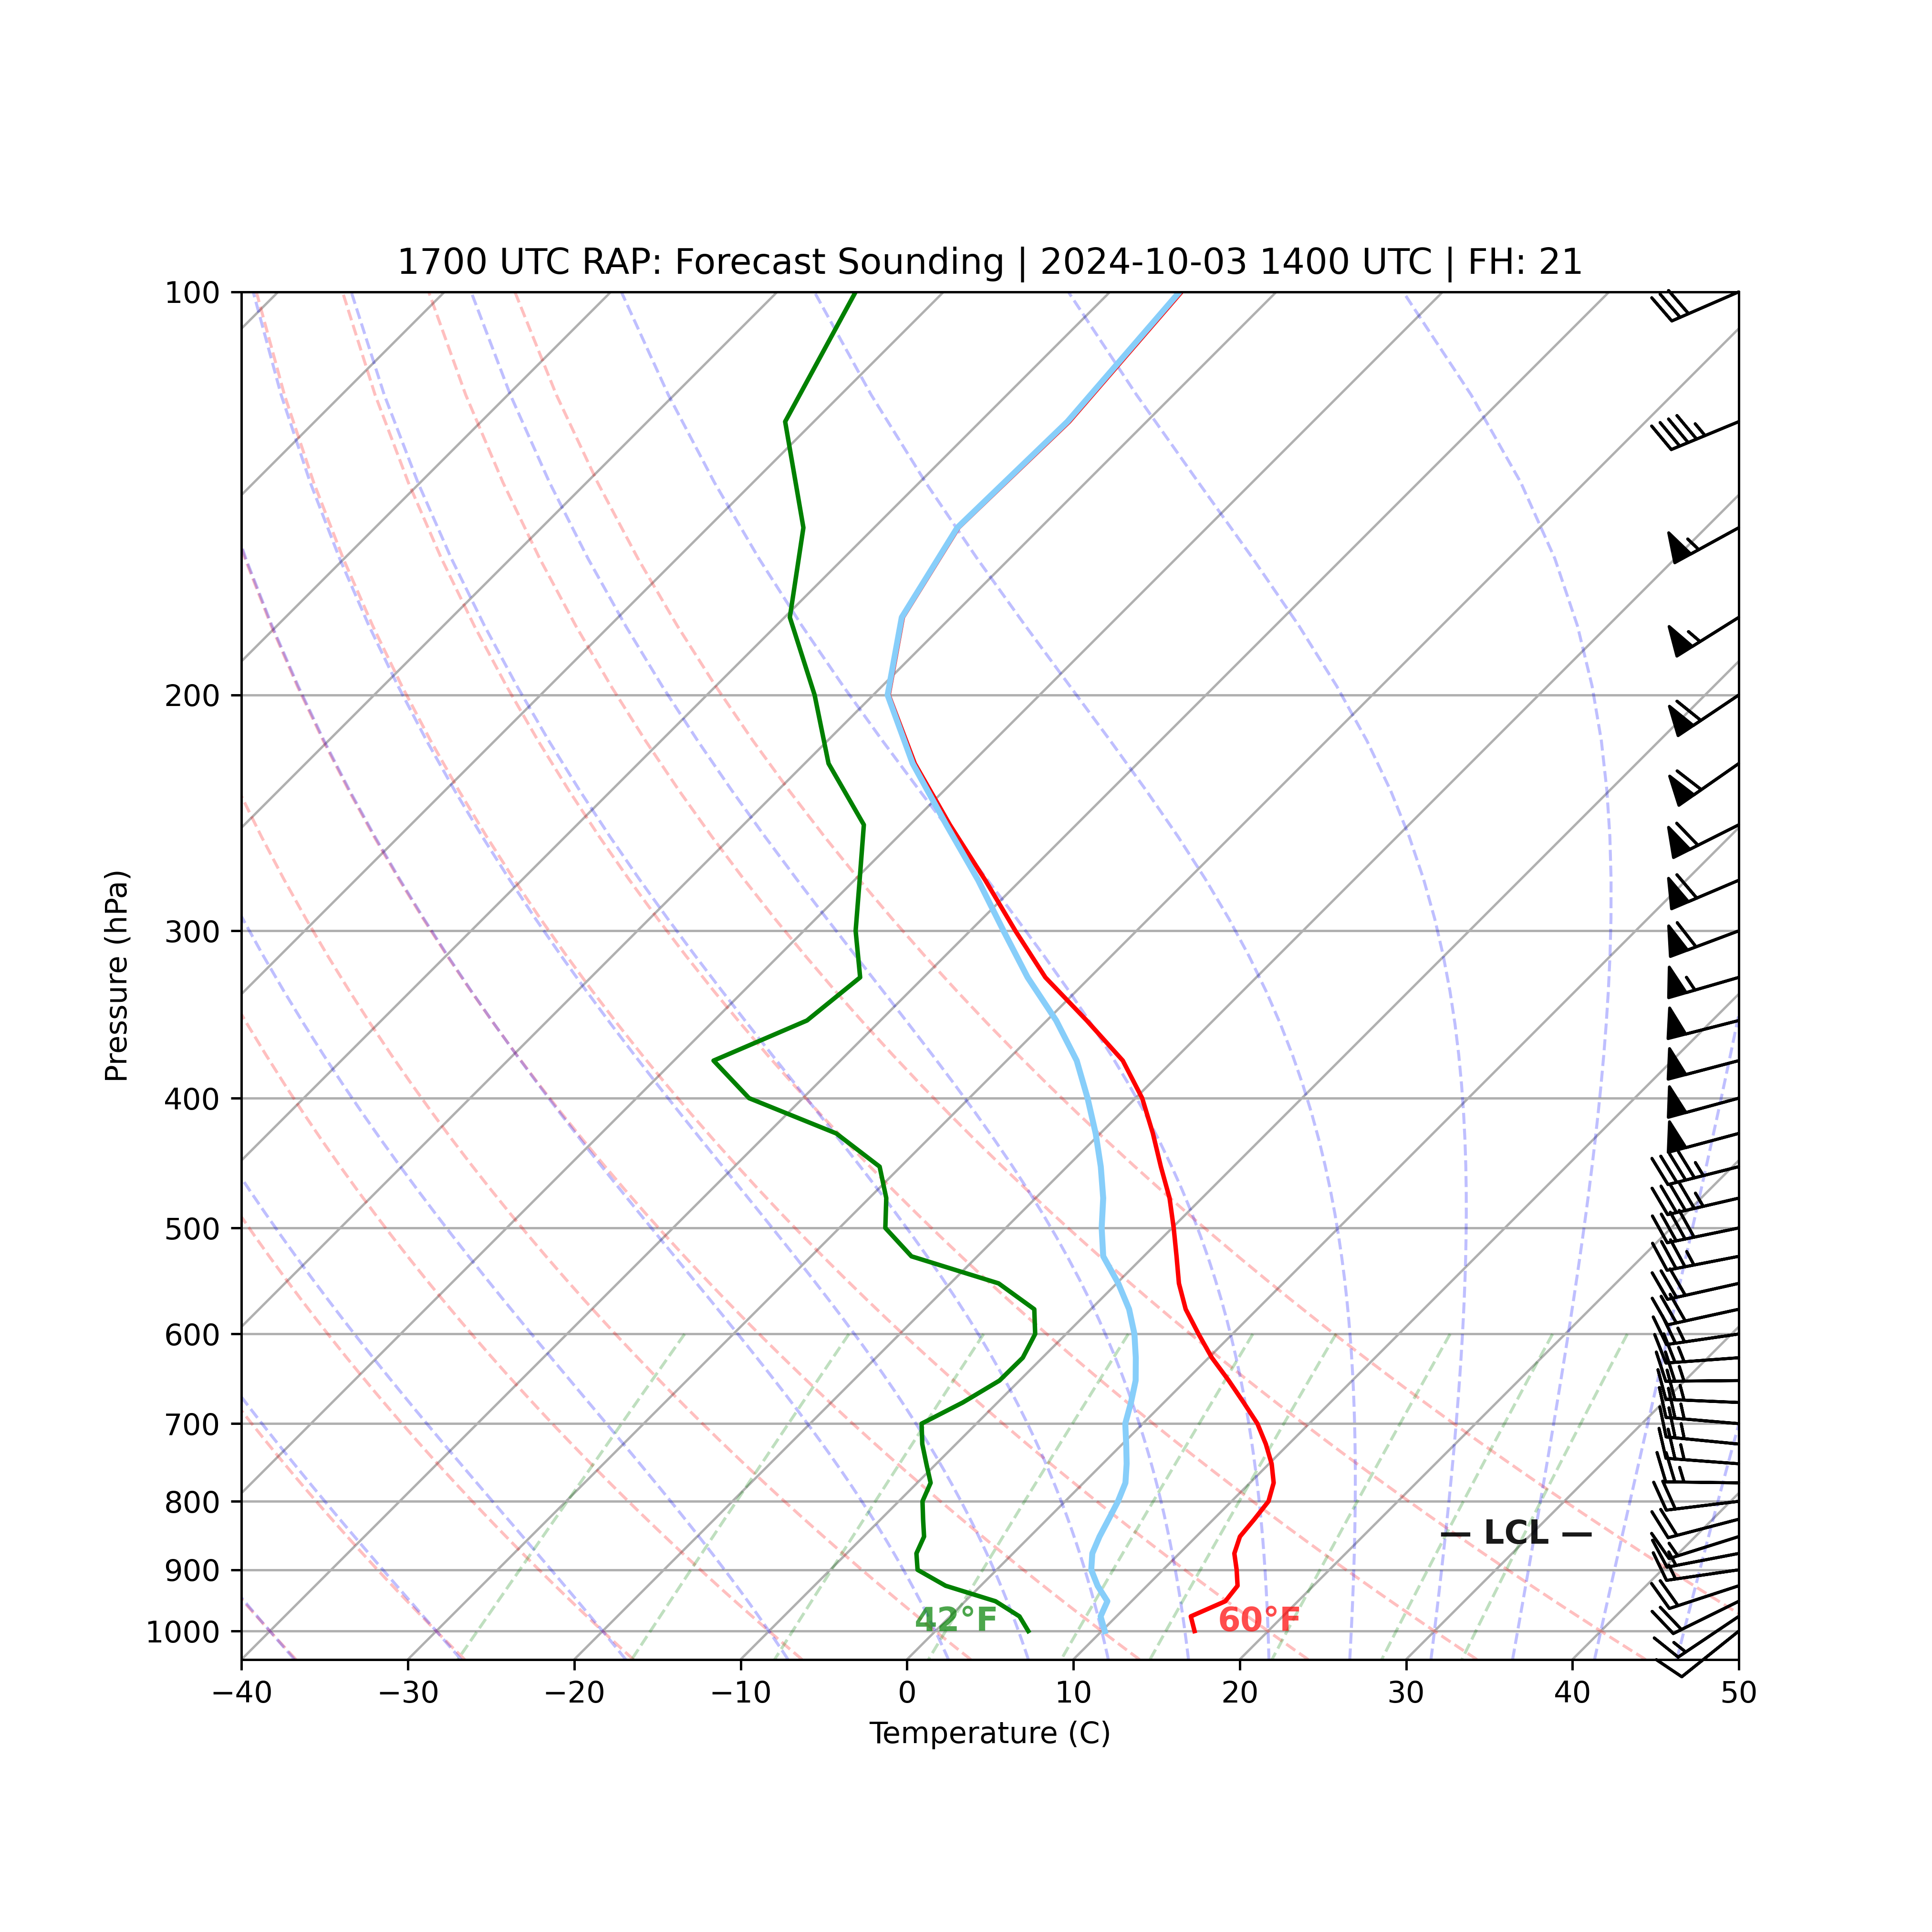 1700 UTC RAP: Forecast Sounding | 2024-10-03 1400 UTC | FH: 21
100
200
300
400
500
600
700
800
900
1000
Pressure (hPa)
— LCL —
42°F
60°F
−40 −30 −20 −10 0 10 20 30 40 50
Temperature (C)